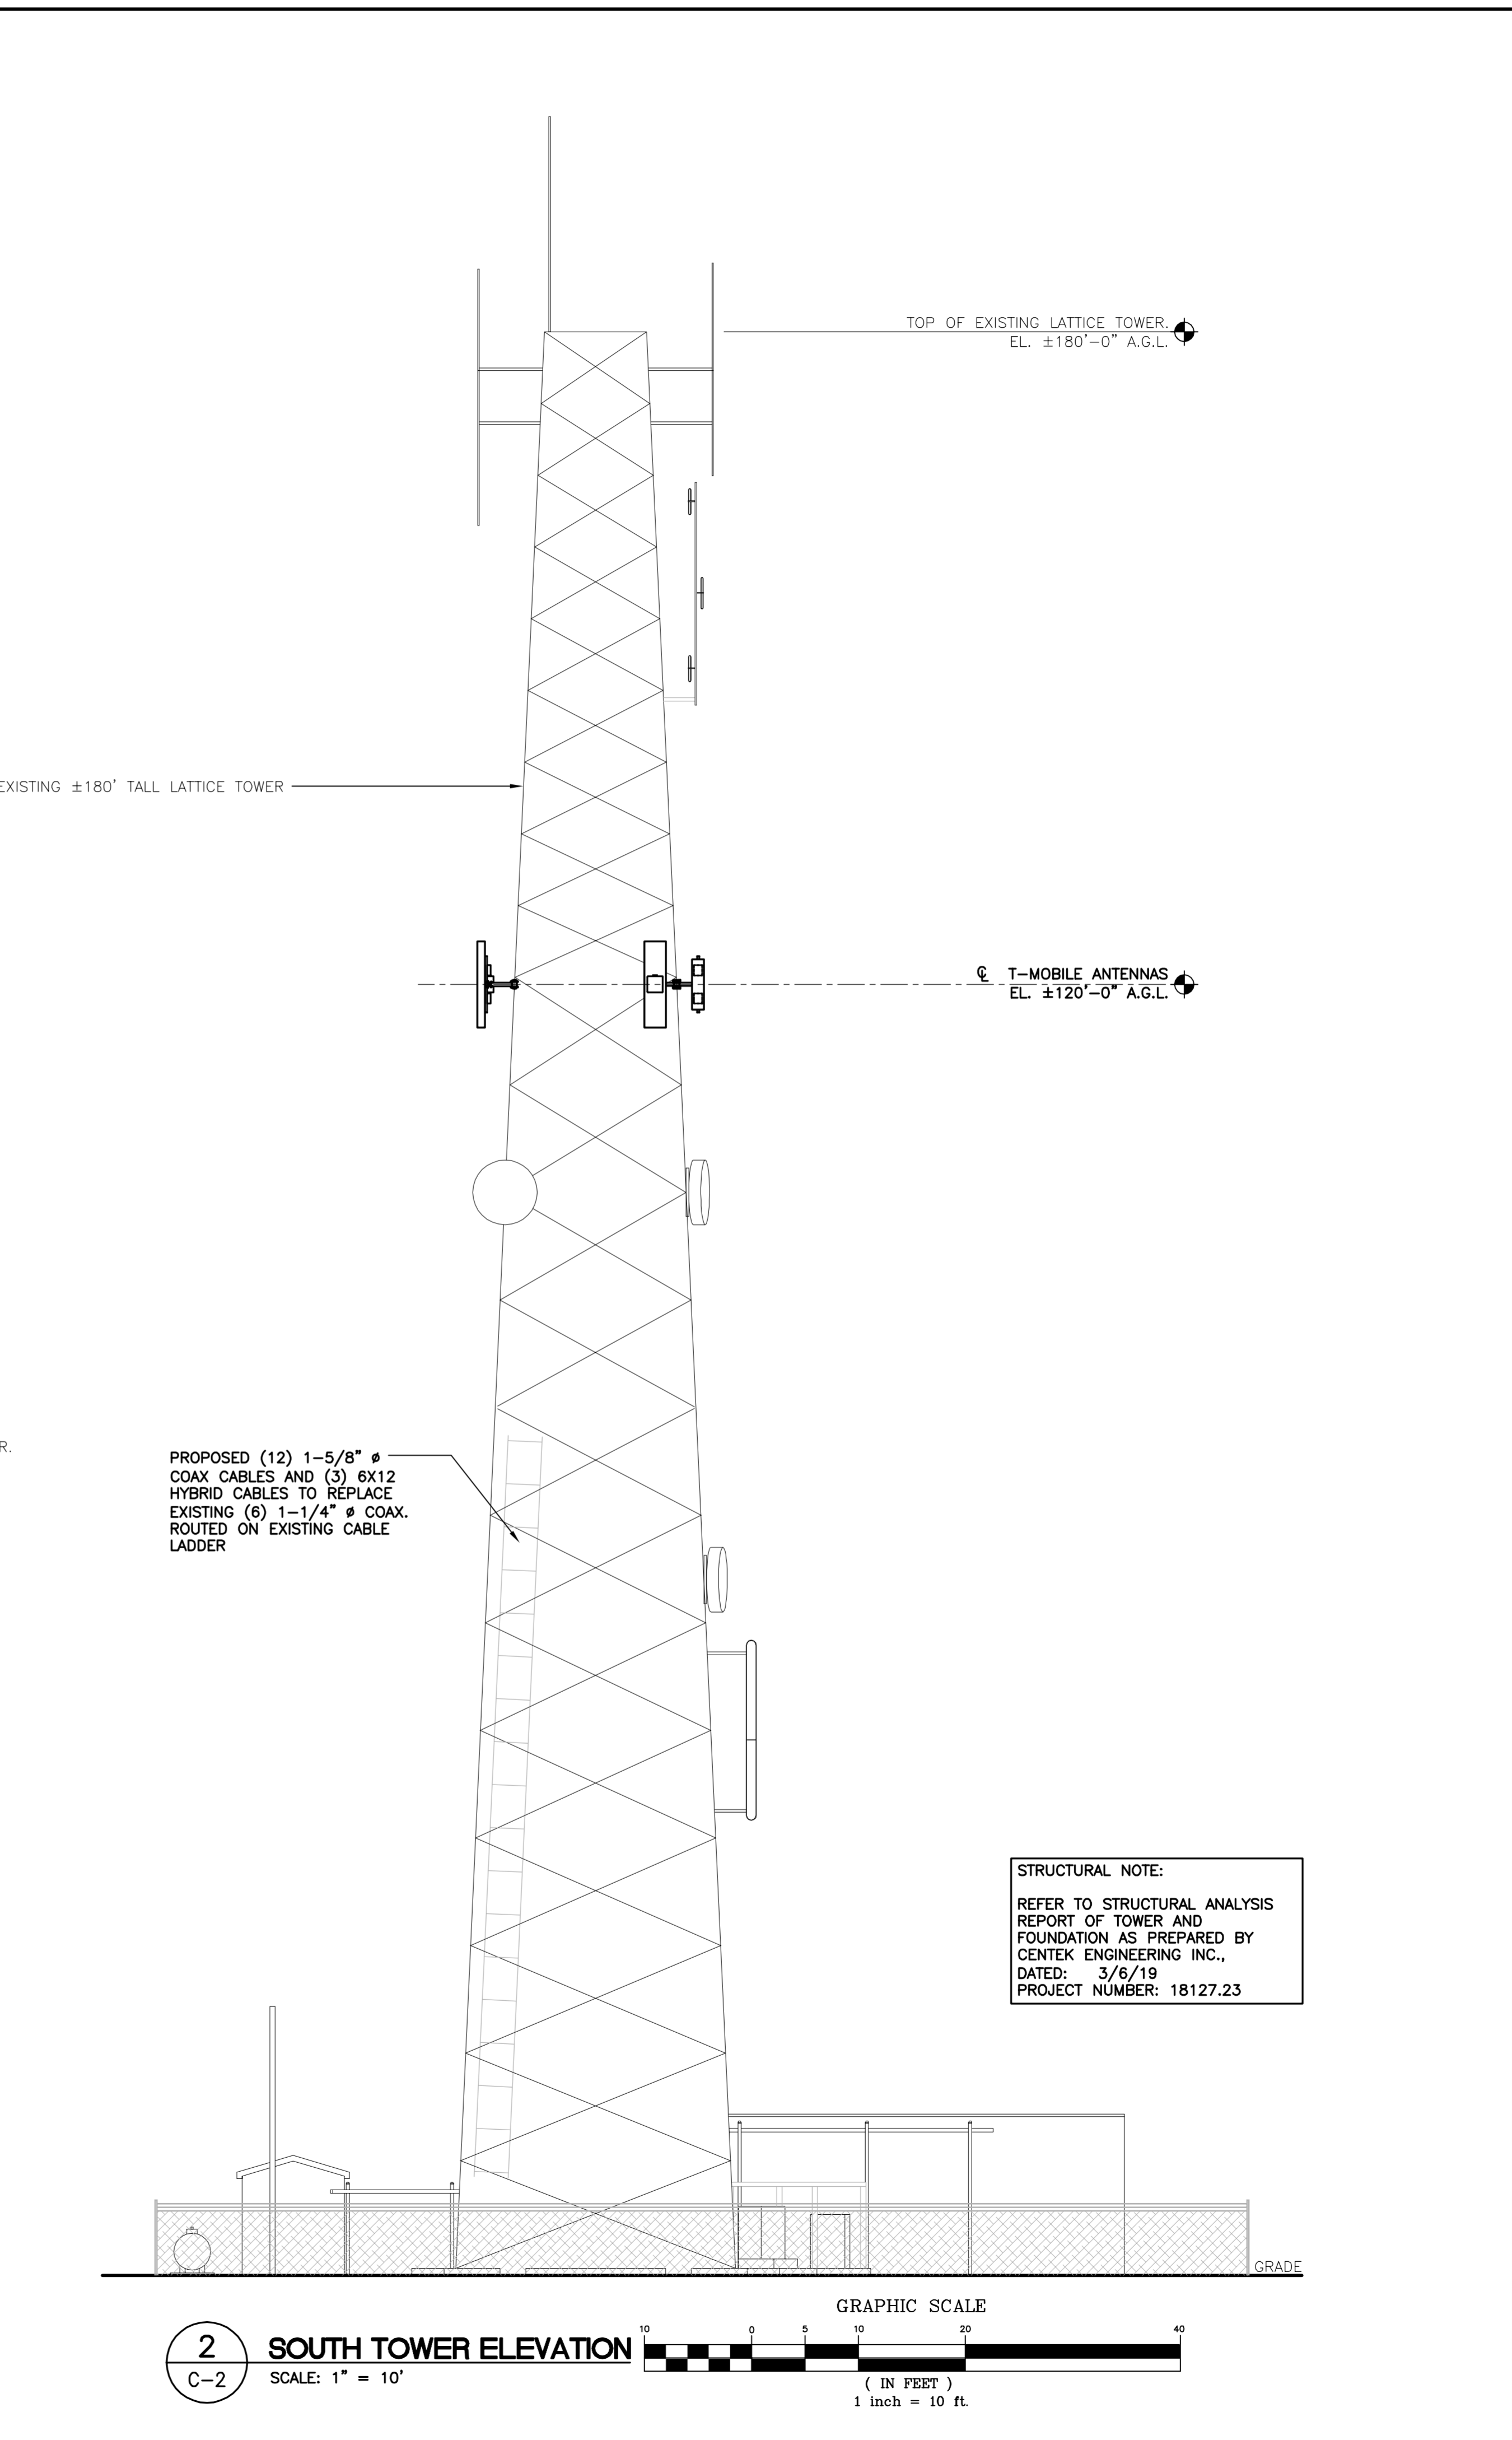 TOP OF EXISTING LATTICE TOWER.
EL. ±180'-0" A.G.L.
EXISTING ±180' TALL LATTICE TOWER
℄ T-MOBILE ANTENNAS
EL. ±120'-0" A.G.L.
R.
PROPOSED (12) 1-5/8" ø
COAX CABLES AND (3) 6X12
HYBRID CABLES TO REPLACE
EXISTING (6) 1-1/4" ø COAX.
ROUTED ON EXISTING CABLE
LADDER
STRUCTURAL NOTE:
REFER TO STRUCTURAL ANALYSIS
REPORT OF TOWER AND
FOUNDATION AS PREPARED BY
CENTEK ENGINEERING INC.,
DATED: 3/6/19
PROJECT NUMBER: 18127.23
GRADE
2
C-2
SOUTH TOWER ELEVATION
SCALE: 1" = 10'
GRAPHIC SCALE
10 0 5 10 20 40
( IN FEET )
1 inch = 10 ft.